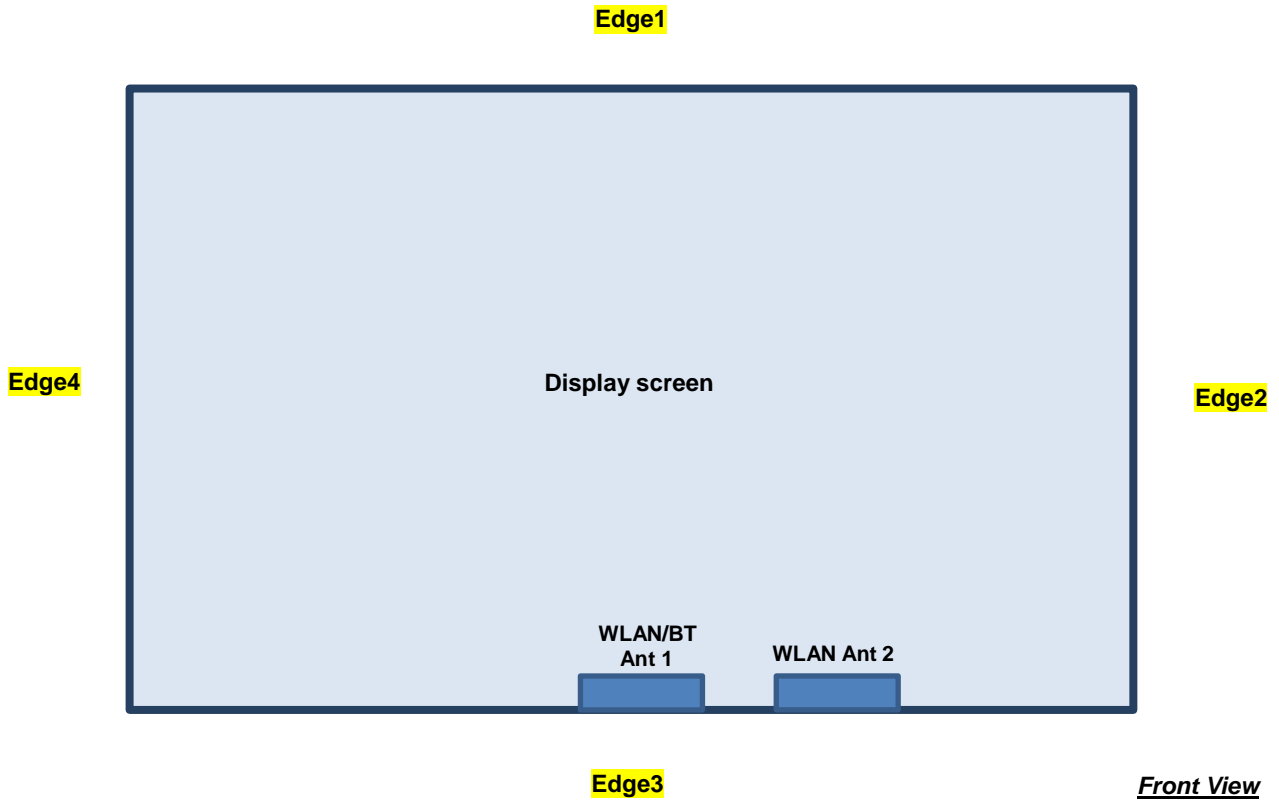 Edge1
Edge4
Display screen
Edge2
WLAN/BT
Ant 1
WLAN Ant 2
Edge3
Front View